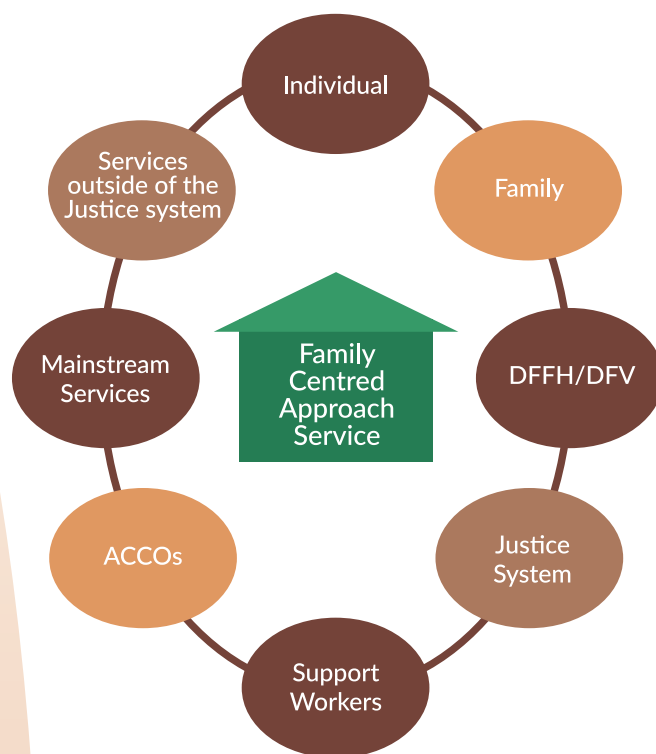 Individual
Family
DFFH/DFV
Justice
System
Support
Workers
ACCOs
Mainstream
Services
Services
outside of the
Justice system
Family
Centred
Approach
Service